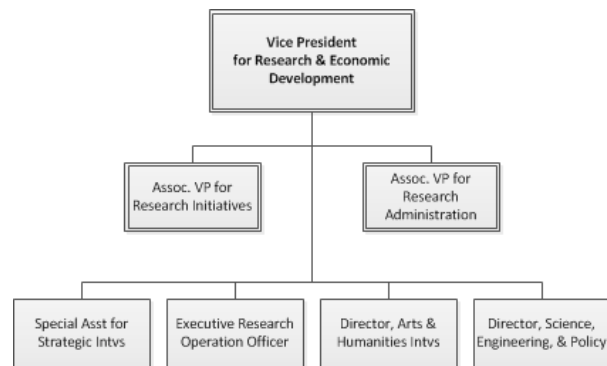 Vice President
for Research & Economic
Development
Assoc. VP for
Research Initiatives
Assoc. VP for
Research
Administration
Special Asst for
Strategic Intvs
Executive Research
Operation Officer
Director, Arts &
Humanities Intvs
Director, Science,
Engineering, & Policy